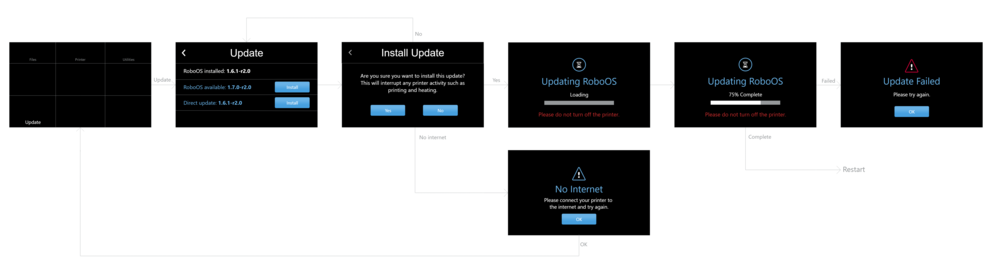 No
Files
Printer
Utilities
Update
Update
Update
RoboOS installed: 1.6.1-r2.0
RoboOS available: 1.7.0-r2.0
Install
Direct update: 1.6.1-r2.0
Install
Install Update
Are you sure you want to install this update?
This will interrupt any printer activity such as
printing and heating.
Yes
No
Yes
Updating RoboOS
Loading
Please do not turn off the printer.
Updating RoboOS
75% Complete
Please do not turn off the printer.
Failed
Update Failed
Please try again.
OK
No internet
Complete
Restart
No Internet
Please connect your printer to
the internet and try again.
OK
OK